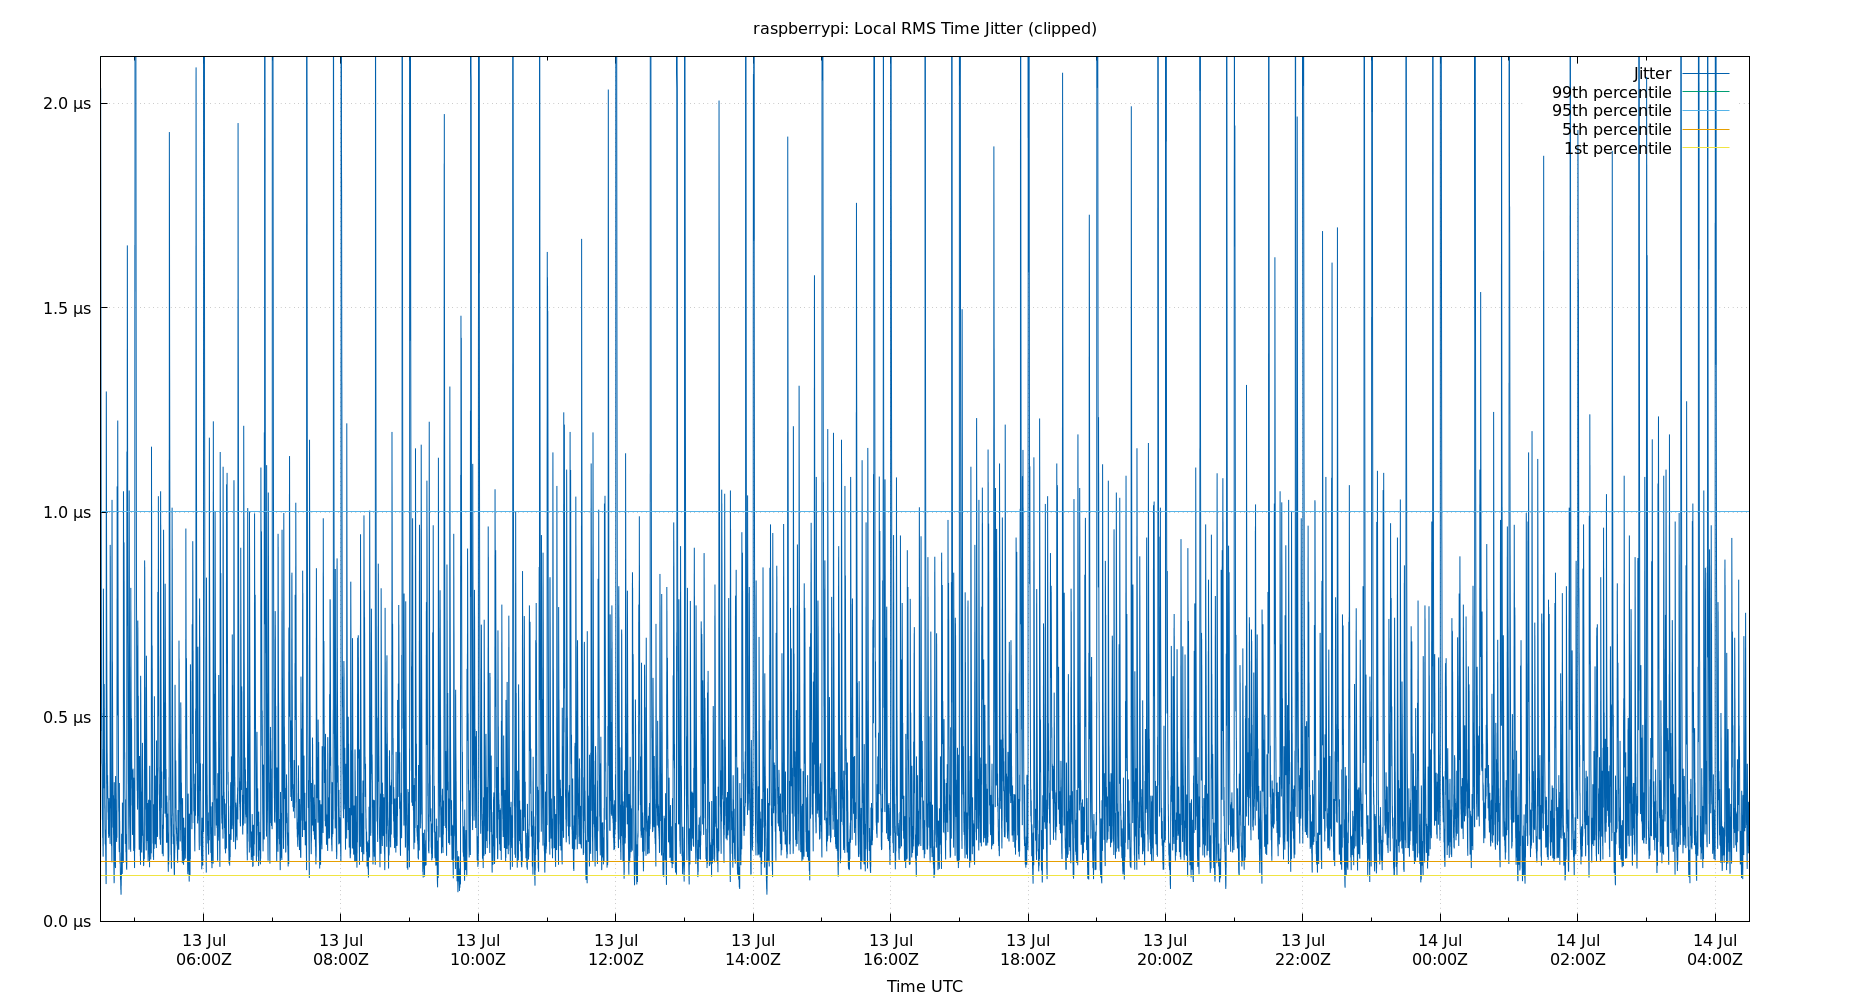 raspberrypi: Local RMS Time Jitter (clipped)
Jitter
99th percentile
95th percentile
5th percentile
1st percentile
2.0 µs
1.5 µs
1.0 µs
0.5 µs
0.0 µs
13 Jul 13 Jul 13 Jul 13 Jul 13 Jul 13 Jul 13 Jul 13 Jul 13 Jul 14 Jul 14 Jul 14 Jul
06:00Z 08:00Z 10:00Z 12:00Z 14:00Z 16:00Z 18:00Z 20:00Z 22:00Z 00:00Z 02:00Z 04:00Z
Time UTC